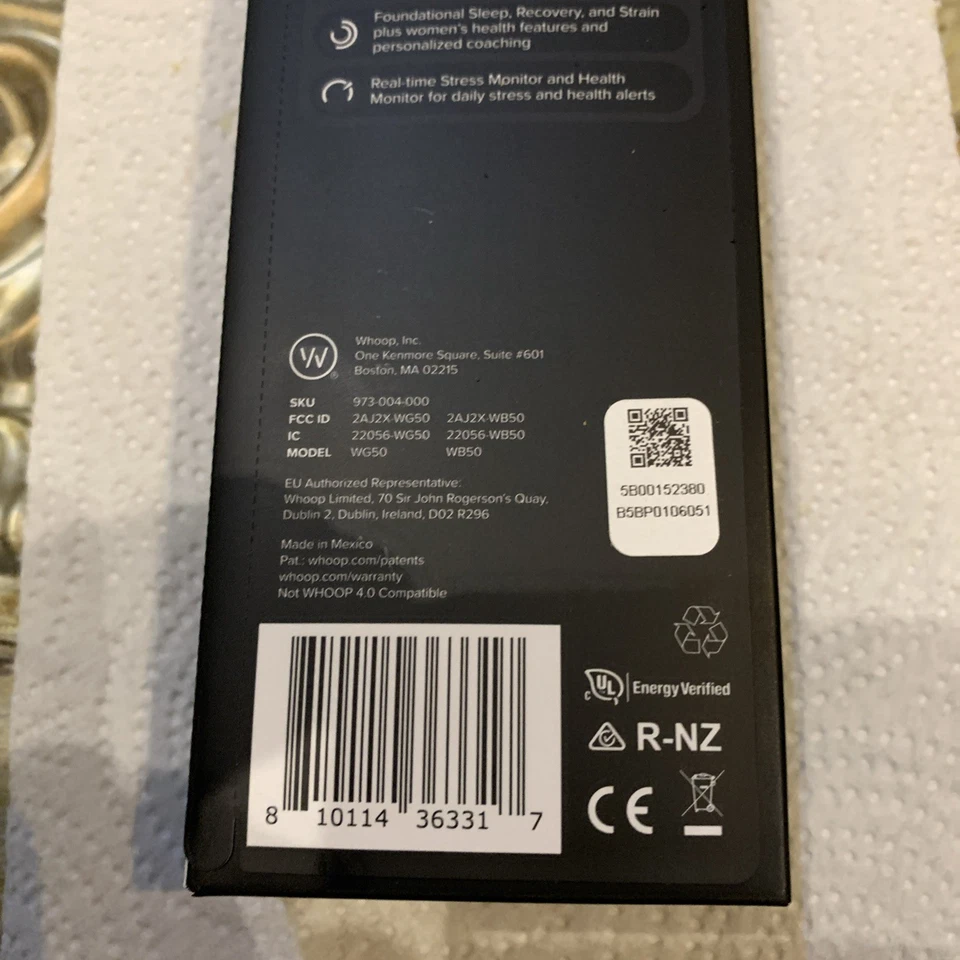 Foundational Sleep, Recovery, and Strain
plus women's health features and
personalized coaching
Real-time Stress Monitor and Health
Monitor for daily stress and health alerts
W®
Whoop, Inc.
One Kenmore Square, Suite #601
Boston, MA 02215
SKU 973-004-000
FCC ID 2AJ2X-WG50 2AJ2X-WB50
IC 22056-WG50 22056-WB50
MODEL WG50 WB50
EU Authorized Representative:
Whoop Limited, 70 Sir John Rogerson's Quay,
Dublin 2, Dublin, Ireland, D02 R296
Made in Mexico
Pat.: whoop.com/patents
whoop.com/warranty
Not WHOOP 4.0 Compatible
5B00152380
B5BP0106051
c UL Energy Verified
R-NZ
CE
8 10114 36331 7